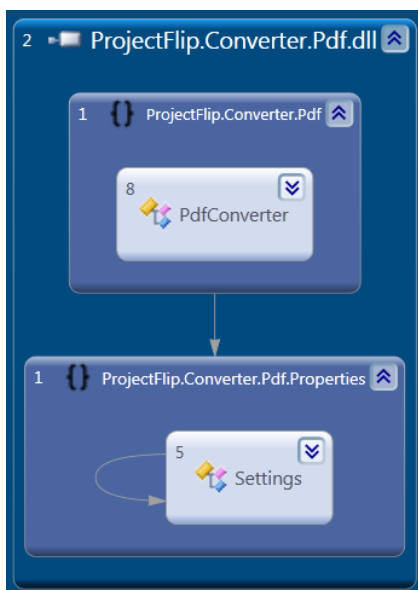 2 ProjectFlip.Converter.Pdf.dll
1 {} ProjectFlip.Converter.Pdf
8
PdfConverter
1 {} ProjectFlip.Converter.Pdf.Properties
5
Settings